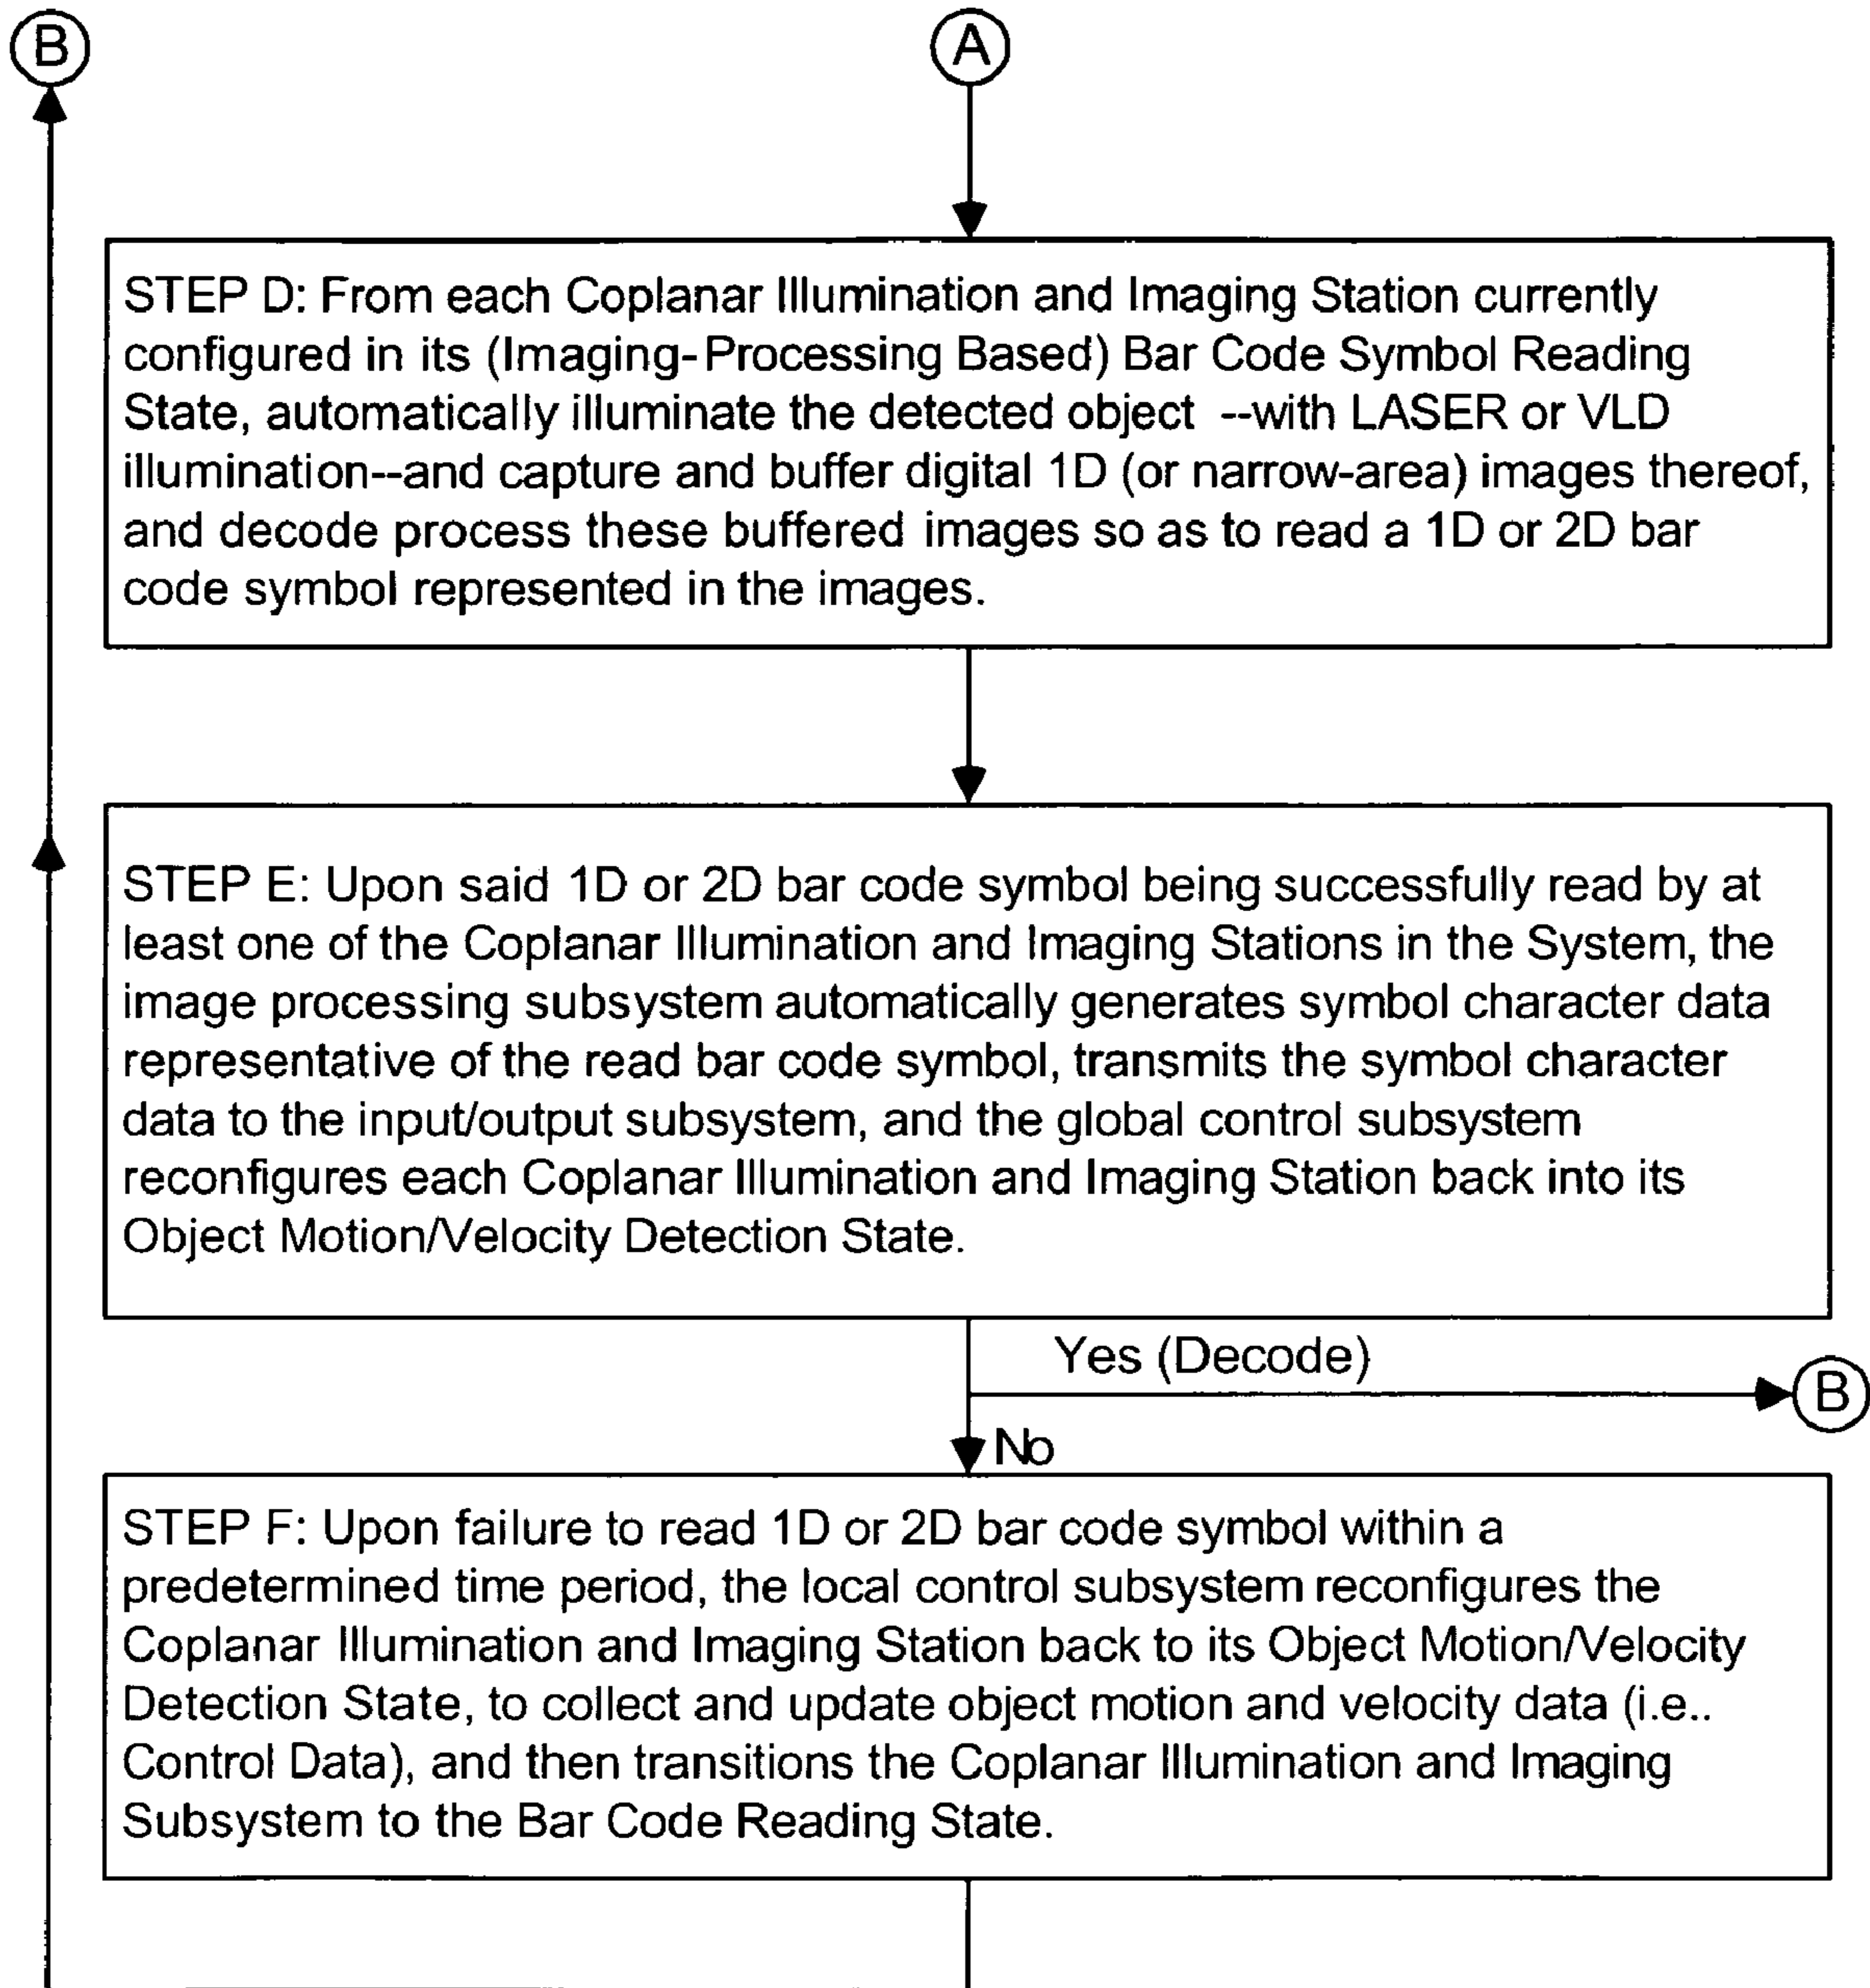 B
A
STEP D: From each Coplanar Illumination and Imaging Station currently
configured in its (Imaging-Processing Based) Bar Code Symbol Reading
State, automatically illuminate the detected object --with LASER or VLD
illumination--and capture and buffer digital 1D (or narrow-area) images thereof,
and decode process these buffered images so as to read a 1D or 2D bar
code symbol represented in the images.
STEP E: Upon said 1D or 2D bar code symbol being successfully read by at
least one of the Coplanar Illumination and Imaging Stations in the System, the
image processing subsystem automatically generates symbol character data
representative of the read bar code symbol, transmits the symbol character
data to the input/output subsystem, and the global control subsystem
reconfigures each Coplanar Illumination and Imaging Station back into its
Object Motion/Velocity Detection State.
Yes (Decode)
B
No
STEP F: Upon failure to read 1D or 2D bar code symbol within a
predetermined time period, the local control subsystem reconfigures the
Coplanar Illumination and Imaging Station back to its Object Motion/Velocity
Detection State, to collect and update object motion and velocity data (i.e..
Control Data), and then transitions the Coplanar Illumination and Imaging
Subsystem to the Bar Code Reading State.